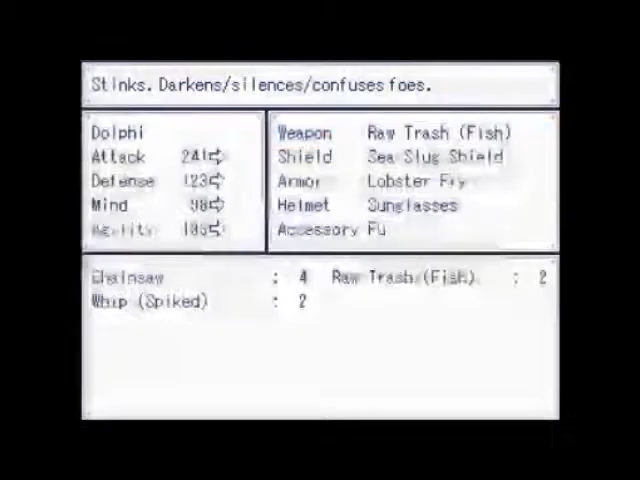 Stinks. Darkens/silences/confuses foes.
Dolphi
Attack 241⇨
Defense 123⇨
Mind 98⇨
Agility
Weapon Raw Trash (Fish)
Shield Sea Slug Shield
Armor Lobster Fry
Helmet Sunglasses
Accessory Fu
Chainsaw : 4 Raw Trash (Fish) : 2
Whip (Spiked) : 2